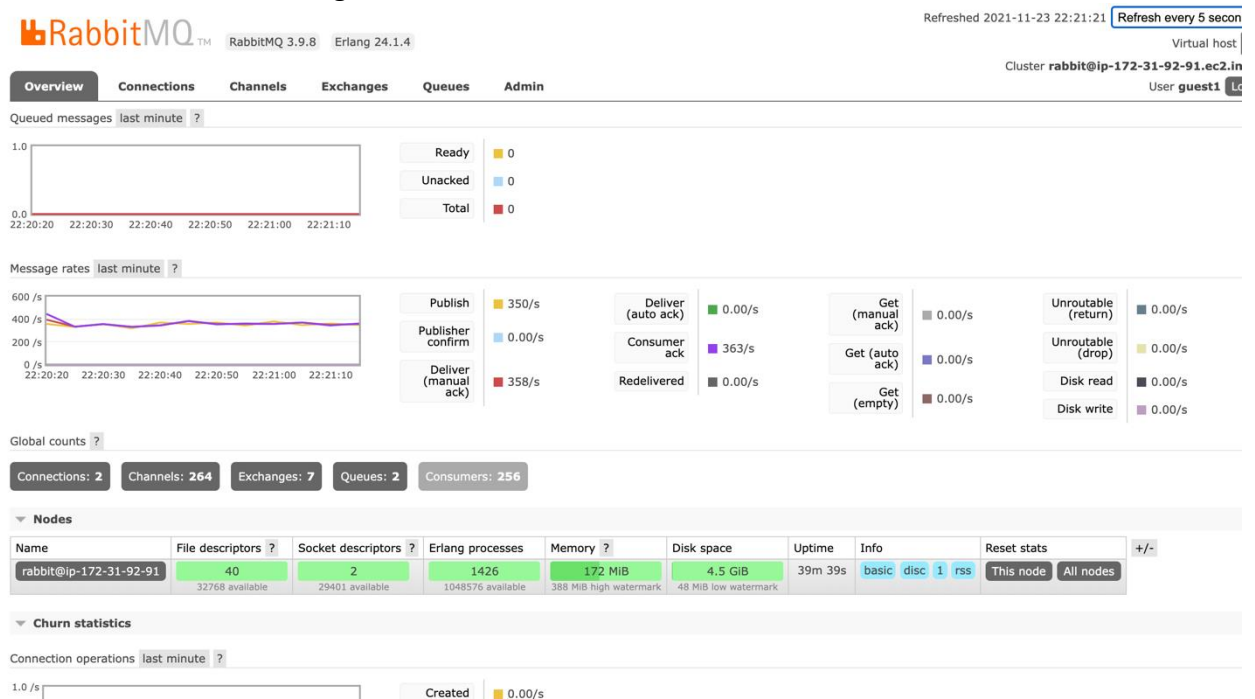 Refreshed 2021-11-23 22:21:21 Refresh every 5 secon
RabbitMQ TM RabbitMQ 3.9.8 Erlang 24.1.4
Virtual host
Cluster rabbit@ip-172-31-92-91.ec2.in
User guest1 Lo
Overview Connections Channels Exchanges Queues Admin
Queued messages last minute ?
1.0
0.0
22:20:20 22:20:30 22:20:40 22:20:50 22:21:00 22:21:10
Ready 0
Unacked 0
Total 0
Message rates last minute ?
600 /s
400 /s
200 /s
0 /s
22:20:20 22:20:30 22:20:40 22:20:50 22:21:00 22:21:10
Publish 350/s
Publisher
confirm 0.00/s
Deliver
(manual
ack) 358/s
Deliver
(auto ack) 0.00/s
Consumer
ack 363/s
Redelivered 0.00/s
Get
(manual
ack) 0.00/s
Get (auto
ack) 0.00/s
Get
(empty) 0.00/s
Unroutable
(return) 0.00/s
Unroutable
(drop) 0.00/s
Disk read 0.00/s
Disk write 0.00/s
Global counts ?
Connections: 2 Channels: 264 Exchanges: 7 Queues: 2 Consumers: 256
Nodes
Name File descriptors ? Socket descriptors ? Erlang processes Memory ? Disk space Uptime Info Reset stats +/-
rabbit@ip-172-31-92-91 40 2 1426 172 MiB 4.5 GiB 39m 39s basic disc 1 rss This node All nodes
32768 available 29401 available 1048576 available 388 MiB high watermark 48 MiB low watermark
Churn statistics
Connection operations last minute ?
1.0 /s
Created 0.00/s